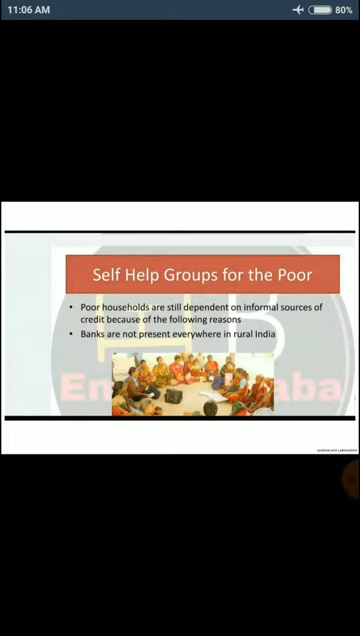 11:06 AM
80%
Self Help Groups for the Poor
• Poor households are still dependent on informal sources of
credit because of the following reasons
• Banks are not present everywhere in rural India